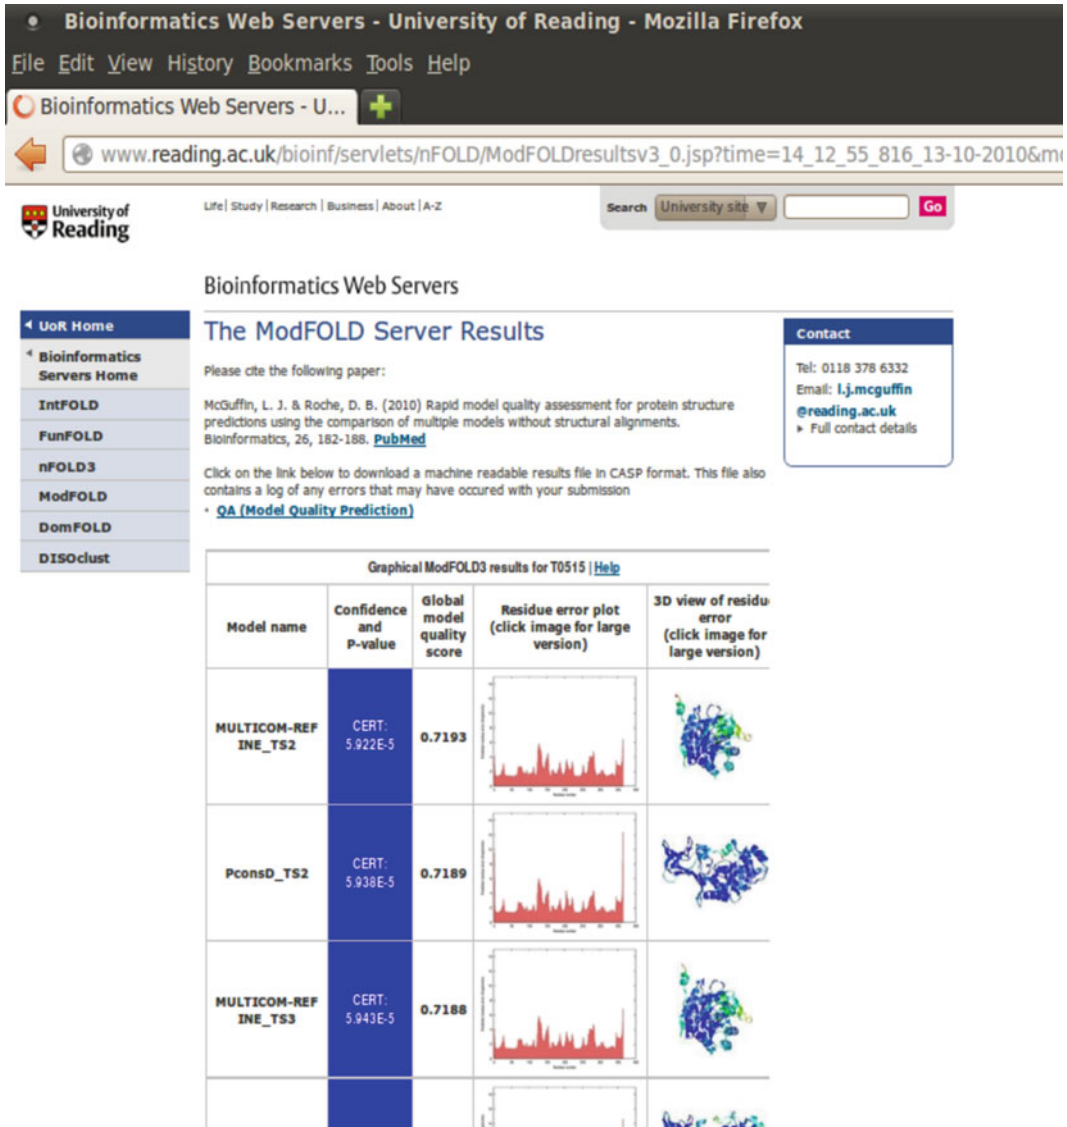 Bioinformatics Web Servers - University of Reading - Mozilla Firefox
File Edit View History Bookmarks Tools Help
Bioinformatics Web Servers - U...
www.reading.ac.uk/bioinf/servlets/nFOLD/ModFOLDresultsv3_0.jsp?time=14_12_55_816_13-10-2010&mo
University of
Reading
Life | Study | Research | Business | About | A-Z
Search University site Go
Bioinformatics Web Servers
UoR Home
Bioinformatics
Servers Home
IntFOLD
FunFOLD
nFOLD3
ModFOLD
DomFOLD
DISOclust
The ModFOLD Server Results
Please cite the following paper:
McGuffin, L. J. & Roche, D. B. (2010) Rapid model quality assessment for protein structure
predictions using the comparison of multiple models without structural alignments.
Bioinformatics, 26, 182-188. PubMed
Click on the link below to download a machine readable results file in CASP format. This file also
contains a log of any errors that may have occured with your submission
• QA (Model Quality Prediction)
Contact
Tel: 0118 378 6332
Email: l.j.mcguffin
@reading.ac.uk
Full contact details
Graphical ModFOLD3 results for T0515 | Help
Model name
Confidence
and
P-value
Global
model
quality
score
Residue error plot
(click image for large
version)
3D view of residu
error
(click image for
large version)
MULTICOM-REF
INE_TS2
CERT:
5.922E-5
0.7193
PconsD_TS2
CERT:
5.938E-5
0.7189
MULTICOM-REF
INE_TS3
CERT:
5.943E-5
0.7188